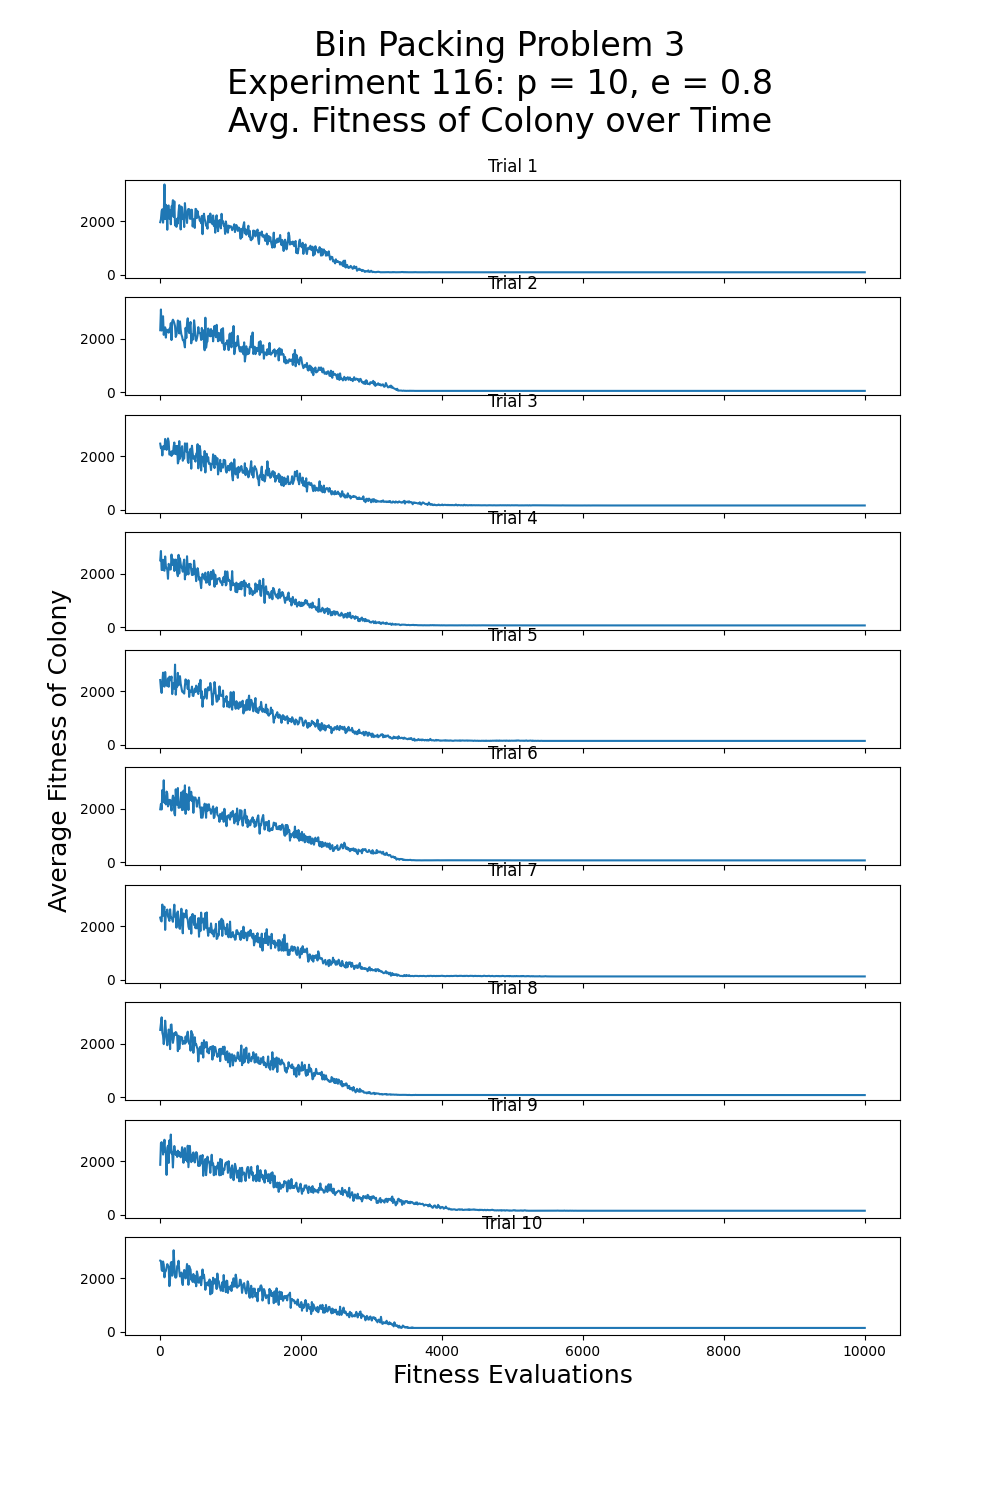 Bin Packing Problem 3
Experiment 116: p = 10, e = 0.8
Avg. Fitness of Colony over Time
Trial 1
2000
0
Trial 2
2000
0
Trial 3
2000
0
Trial 4
2000
0
Trial 5
2000
0
Trial 6
2000
0
Trial 7
2000
0
Trial 8
2000
0
Trial 9
2000
0
Trial 10
2000
0
0 2000 4000 6000 8000 10000
Fitness Evaluations
Average Fitness of Colony